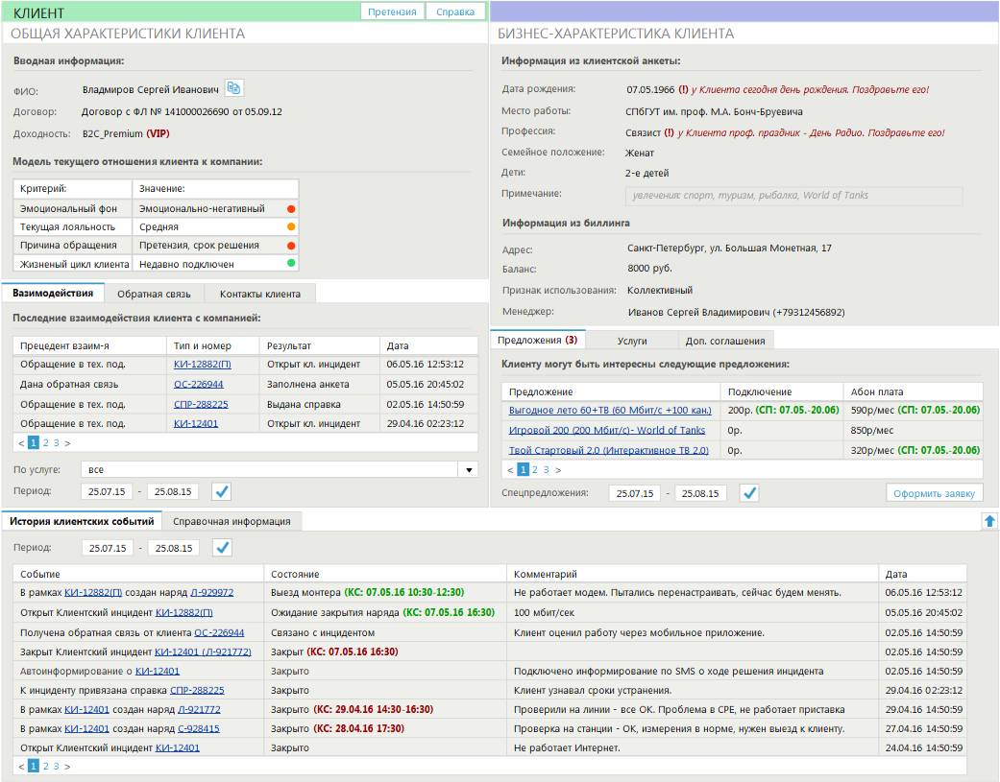 КЛИЕНТ
Претензия
Справка
ОБЩАЯ ХАРАКТЕРИСТИКИ КЛИЕНТА
Вводная информация:
ФИО: Владмиров Сергей Иванович
Договор: Договор с ФЛ № 141000026690 от 05.09.12
Доходность: B2C_Premium (VIP)
Модель текущего отношения клиента к компании:
Критерий: Значение:
Эмоциональный фон Эмоционально-негативный
Текущая лояльность Средняя
Причина обращения Претензия, срок решения
Жизненый цикл клиента Недавно подключен
Взаимодействия Обратная связь Контакты клиента
Последние взаимодействия клиента с компанией:
Прецедент взаим-я Тип и номер Результат Дата
Обращение в тех. под. КИ-12882(П) Открыт кл. инцидент 06.05.16 12:53:12
Дана обратная связь ОС-226944 Заполнена анкета 05.05.16 20:45:02
Обращение в тех. под. СПР-288225 Выдана справка 02.05.16 14:50:59
Обращение в тех. под. КИ-12401 Открыт кл. инцидент 29.04.16 02:23:12
< 1 2 3 >
По услуге: все
Период: 25.07.15 - 25.08.15
БИЗНЕС-ХАРАКТЕРИСТИКА КЛИЕНТА
Информация из клиентской анкеты:
Дата рождения: 07.05.1966 (!) у Клиента сегодня день рождения. Поздравьте его!
Место работы: СПбГУТ им. проф. М.А. Бонч-Бруевича
Профессия: Связист (!) у Клиента проф. праздник - День Радио. Поздравьте его!
Семейное положение: Женат
Дети: 2-е детей
Примечание: увлечения: спорт, туризм, рыбалка, World of Tanks
Информация из биллинга
Адрес: Санкт-Петербург, ул. Большая Монетная, 17
Баланс: 8000 руб.
Признак использования: Коллективный
Менеджер: Иванов Сергей Владимирович (+79312456892)
Предложения (3) Услуги Доп. соглашения
Клиенту могут быть интересны следующие предложения:
Предложение Подключение Абон плата
Выгодное лето 60+ТВ (60 Мбит/с +100 кан.) 200р. (СП: 07.05.-20.06) 590р/мес (СП: 07.05.-20.06)
Игровой 200 (200 Мбит/с)- World of Tanks 0р. 850р/мес
Твой Стартовый 2.0 (Интерактивное ТВ 2.0) 0р. 320р/мес (СП: 07.05.-20.06)
< 1 2 3 >
Спецпредложения: 25.07.15 - 25.08.15 Оформить заявку
История клиентских событий Справочная информация
Период: 25.07.15 - 25.08.15
Событие Состояние Комментарий Дата
В рамках КИ-12882(П) создан наряд Л-929972 Выезд монтера (КС: 07.05.16 10:30-12:30) Не работает модем. Пытались перенастраивать, сейчас будем менять. 06.05.16 12:53:12
Открыт Клиентский инцидент КИ-12882(П) Ожидание закрытия наряда (КС: 07.05.16 16:30) 100 мбит/сек 05.05.16 20:45:02
Получена обратная связь от клиента ОС-226944 Связано с инцидентом Клиент оценил работу через мобильное приложение. 02.05.16 14:50:59
Закрыт Клиентский инцидент КИ-12401 (Л-921772) Закрыт (КС: 07.05.16 16:30) 02.05.16 14:50:59
Автоинформирование о КИ-12401 Закрыто Подключено информирование по SMS о ходе решения инцидента 02.05.16 14:50:59
К инциденту привязана справка СПР-288225 Закрыто Клиент узнавал сроки устранения. 29.04.16 02:23:12
В рамках КИ-12401 создан наряд Л-921772 Закрыто (КС: 29.04.16 14:30-16:30) Проверили на линии - все ОК. Проблема в CPE, не работает приставка 29.04.16 14:50:59
В рамках КИ-12401 создан наряд С-928415 Закрыто (КС: 28.04.16 17:30) Проверка на станции - ОК, измерения в норме, нужен выезд к клиенту. 27.04.16 14:50:59
Открыт Клиентский инцидент КИ-12401 Закрыто Не работает Интернет. 24.04.16 14:50:59
< 1 2 3 >